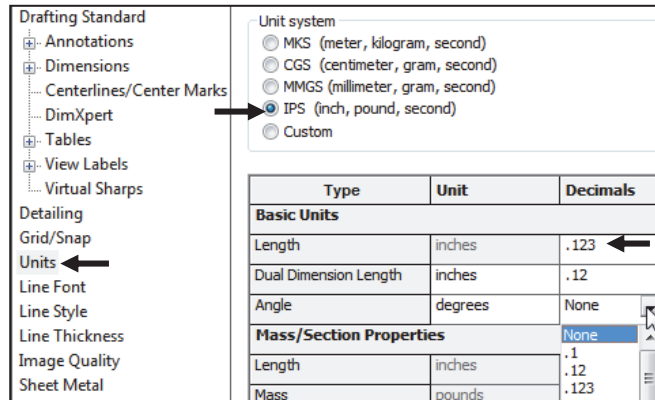 Drafting Standard
Annotations
Dimensions
Centerlines/Center Marks
DimXpert
Tables
View Labels
Virtual Sharps
Detailing
Grid/Snap
Units
Line Font
Line Style
Line Thickness
Image Quality
Sheet Metal
Unit system
MKS (meter, kilogram, second)
CGS (centimeter, gram, second)
MMGS (millimeter, gram, second)
IPS (inch, pound, second)
Custom
Type Unit Decimals
Basic Units
Length inches .123
Dual Dimension Length inches .12
Angle degrees None
Mass/Section Properties None
.1
Length inches .12
.123
Mass pounds